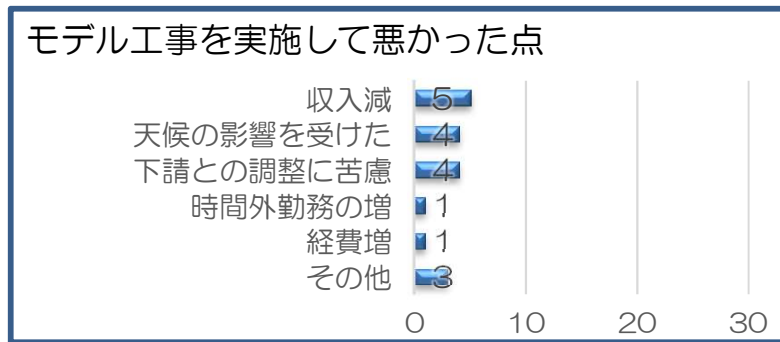 モデル工事を実施して悪かった点
収入減 5
天候の影響を受けた 4
下請との調整に苦慮 4
時間外勤務の増 1
経費増 1
その他 3
0 10 20 30